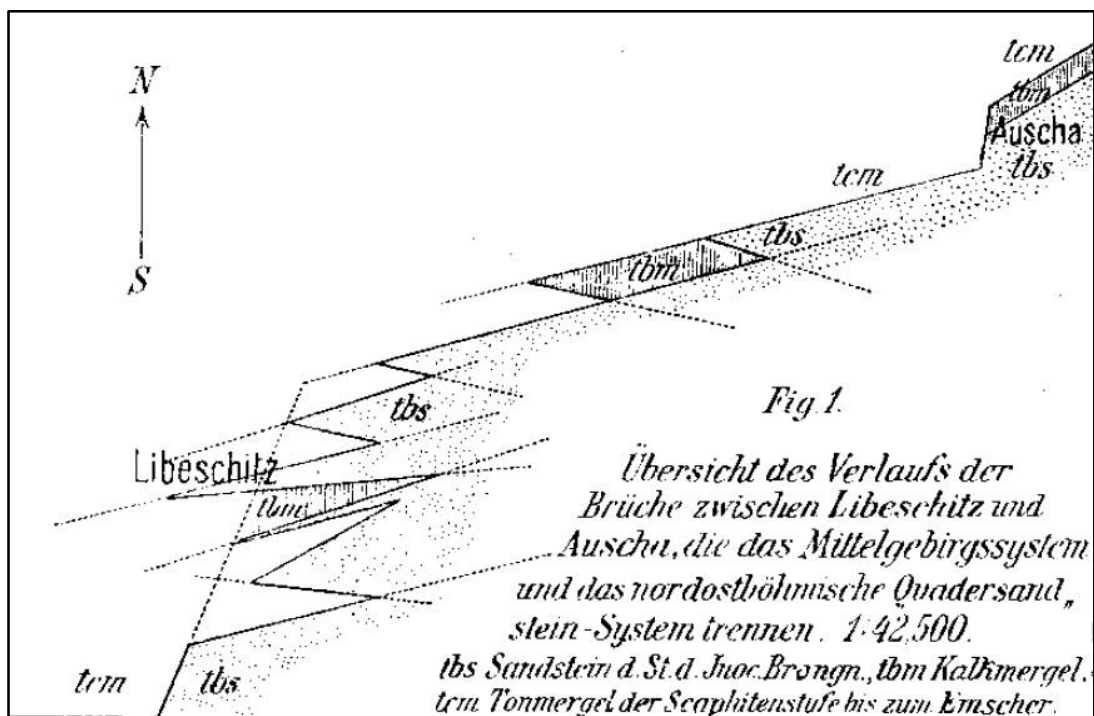 N
S
tcm
tbm
Auscha
tbs
tcm
tbs
tbm
tbs
Libeschitz
tbm
tcm
tbs
Fig 1.
Übersicht des Verlaufs der
Brüche zwischen Libeschitz und
Auscha, die das Mittelgebirgssystem
und das nordostböhmische Quadersand„
stein-System trennen. 1:42,500.
tbs Sandstein d. St. d. Inoc. Brongn., tbm Kalkmergel.
tcm Tonmergel der Scaphitenstufe bis zum Emscher.